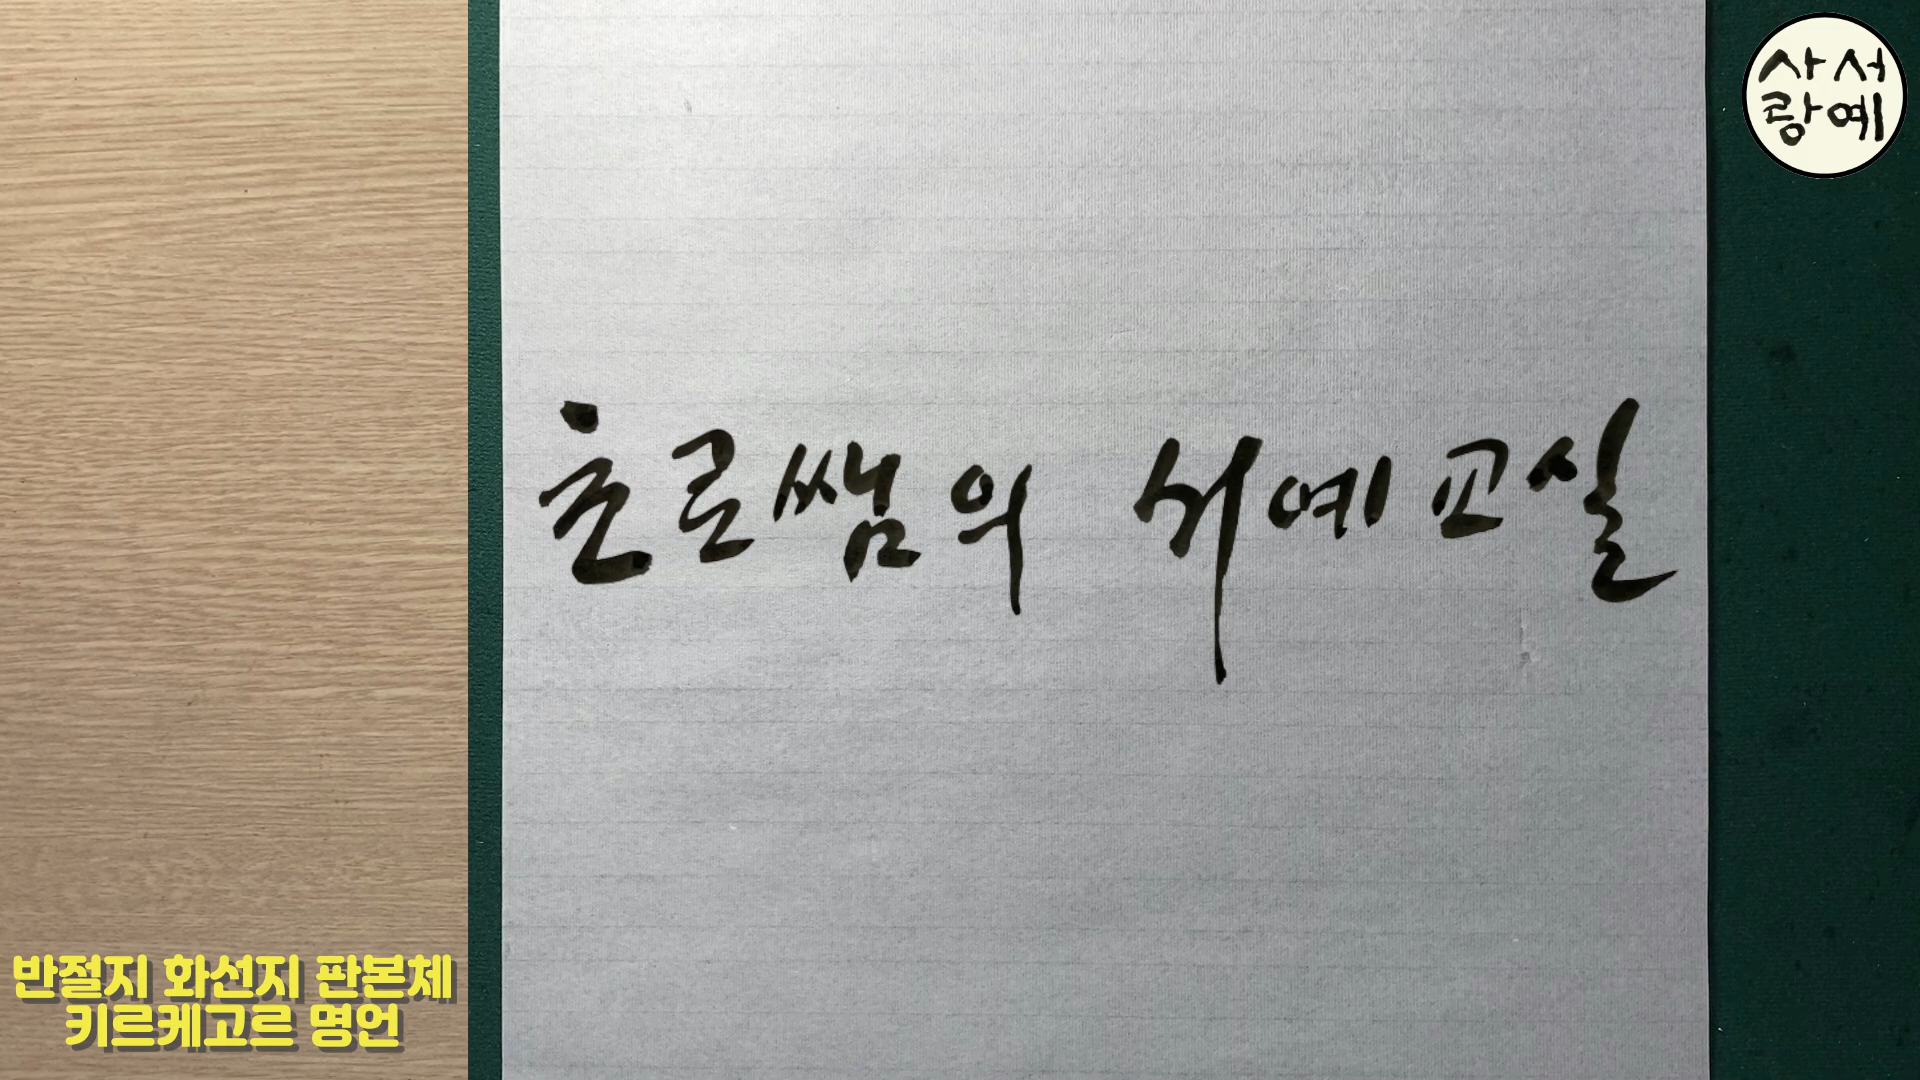 초로쌤의 서예교실
사서
랑예
반절지 화선지 판본체
키르케고르 명언